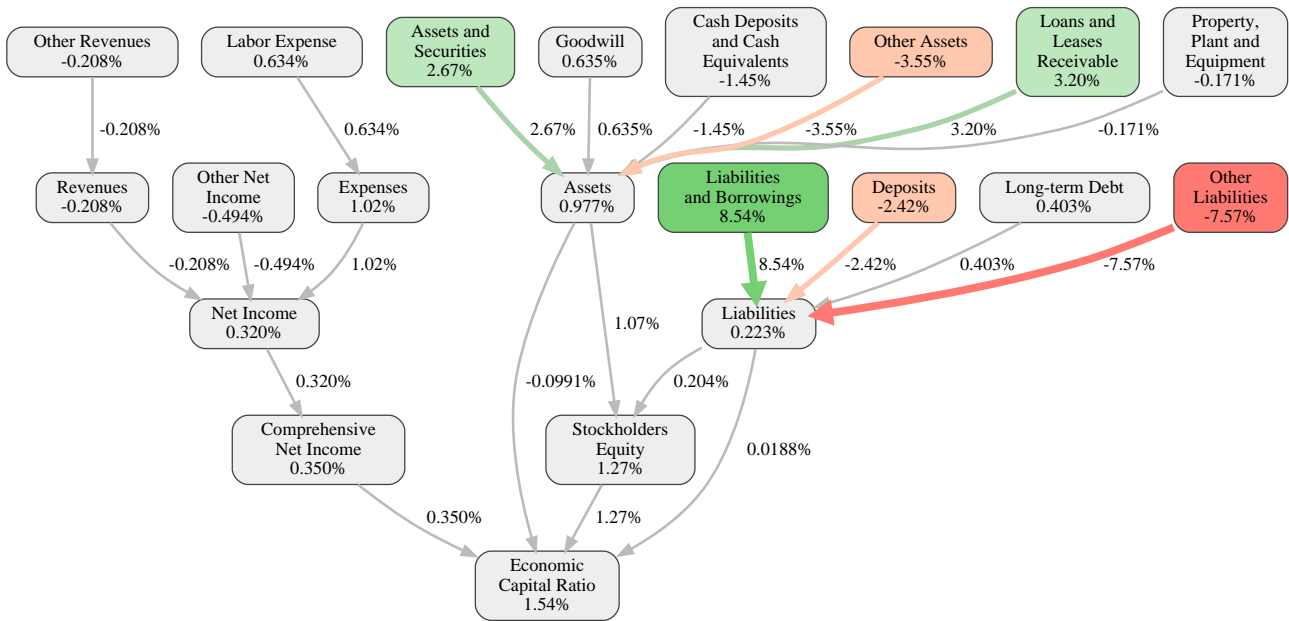 Other Revenues
-0.208%
Labor Expense
0.634%
Assets and
Securities
2.67%
Goodwill
0.635%
Cash Deposits
and Cash
Equivalents
-1.45%
Other Assets
-3.55%
Loans and
Leases
Receivable
3.20%
Property,
Plant and
Equipment
-0.171%
-0.208%
0.634%
2.67%
0.635%
-1.45%
-3.55%
3.20%
-0.171%
Revenues
-0.208%
Other Net
Income
-0.494%
Expenses
1.02%
Assets
0.977%
Liabilities
and Borrowings
8.54%
Deposits
-2.42%
Long-term Debt
0.403%
Other
Liabilities
-7.57%
-0.208%
-0.494%
1.02%
8.54%
-2.42%
0.403%
-7.57%
Net Income
0.320%
Liabilities
0.223%
1.07%
0.320%
-0.0991%
0.204%
Comprehensive
Net Income
0.350%
Stockholders
Equity
1.27%
0.0188%
0.350%
1.27%
Economic
Capital Ratio
1.54%